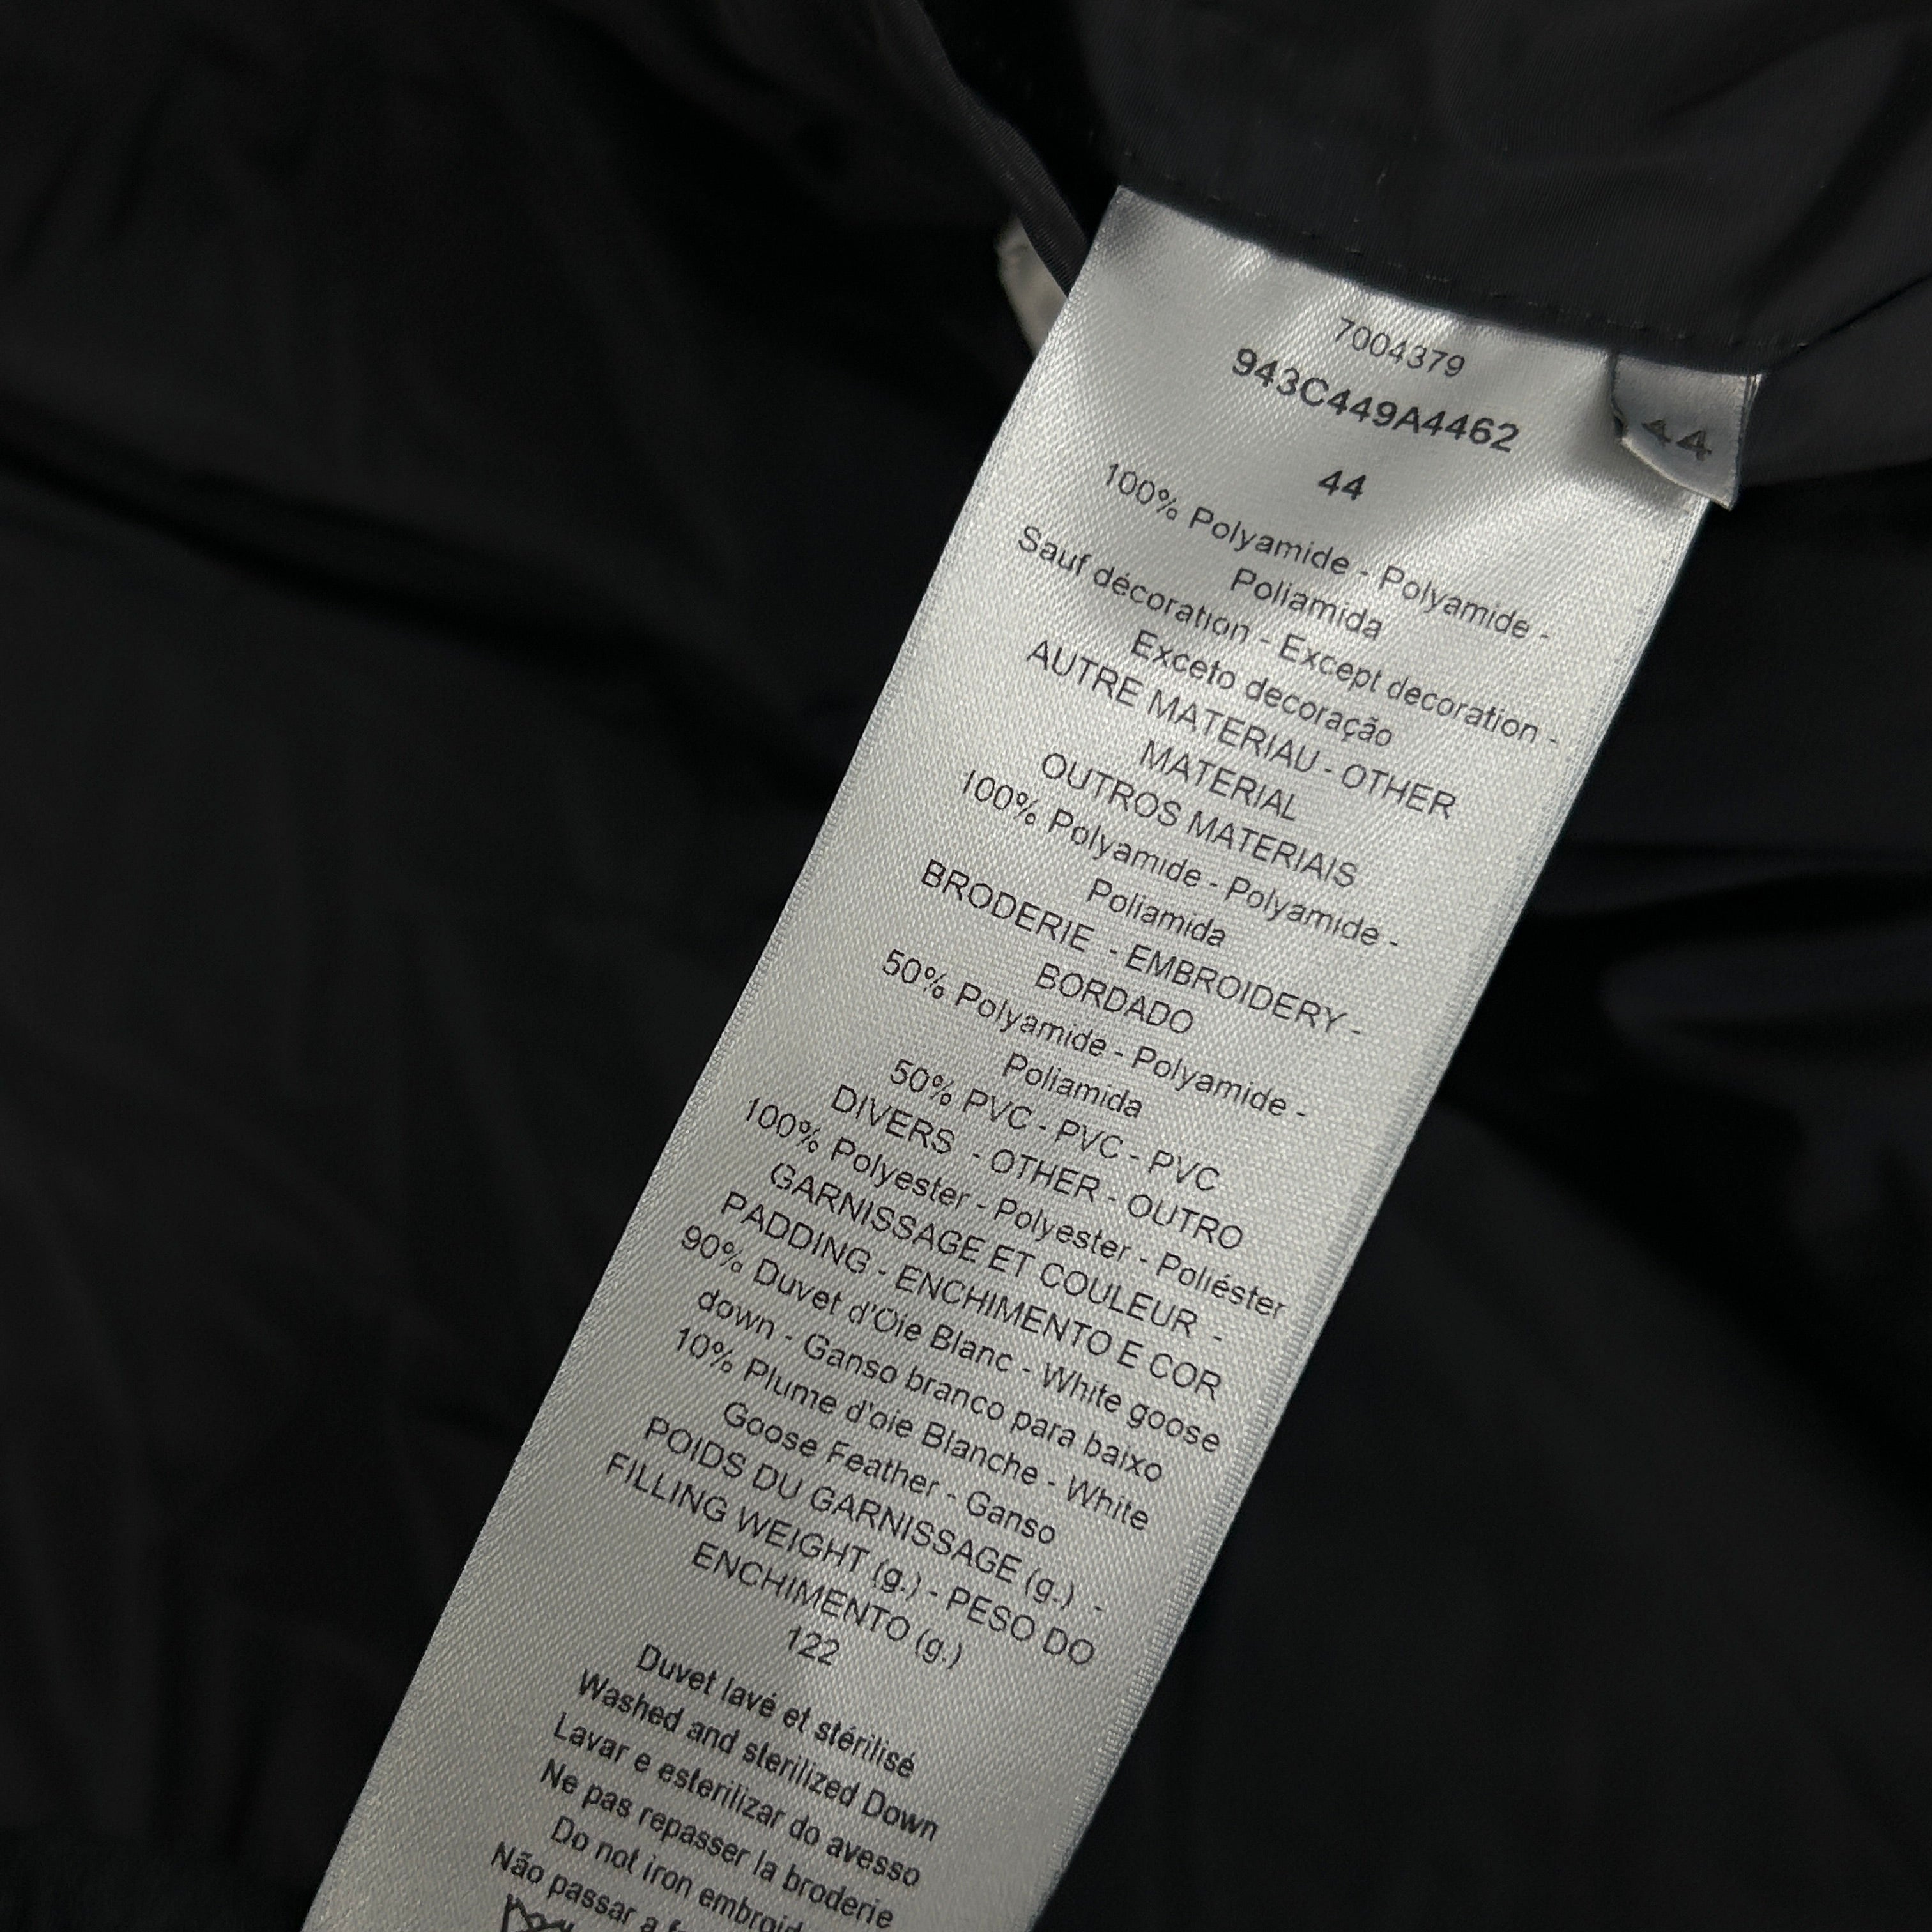 7004379
943C449A4462
44
44
100% Polyamide - Polyamide -
Poliamida
Sauf décoration - Except decoration -
Exceto decoração
AUTRE MATERIAU - OTHER
MATERIAL
OUTROS MATERIAIS
100% Polyamide - Polyamide -
Poliamida
BRODERIE - EMBROIDERY -
BORDADO
50% Polyamide - Polyamide -
Poliamida
50% PVC - PVC - PVC
DIVERS - OTHER - OUTRO
100% Polyester - Polyester - Poliéster
GARNISSAGE ET COULEUR -
PADDING - ENCHIMENTO E COR
90% Duvet d'Oie Blanc - White goose
down - Ganso branco para baixo
10% Plume d'oie Blanche - White
Goose Feather - Ganso
POIDS DU GARNISSAGE (g.) -
FILLING WEIGHT (g.) - PESO DO
ENCHIMENTO (g.)
122
Duvet lavé et stérilisé
Washed and sterilized Down
Lavar e esterilizar do avesso
Ne pas repasser la broderie
Do not iron
Não passar a